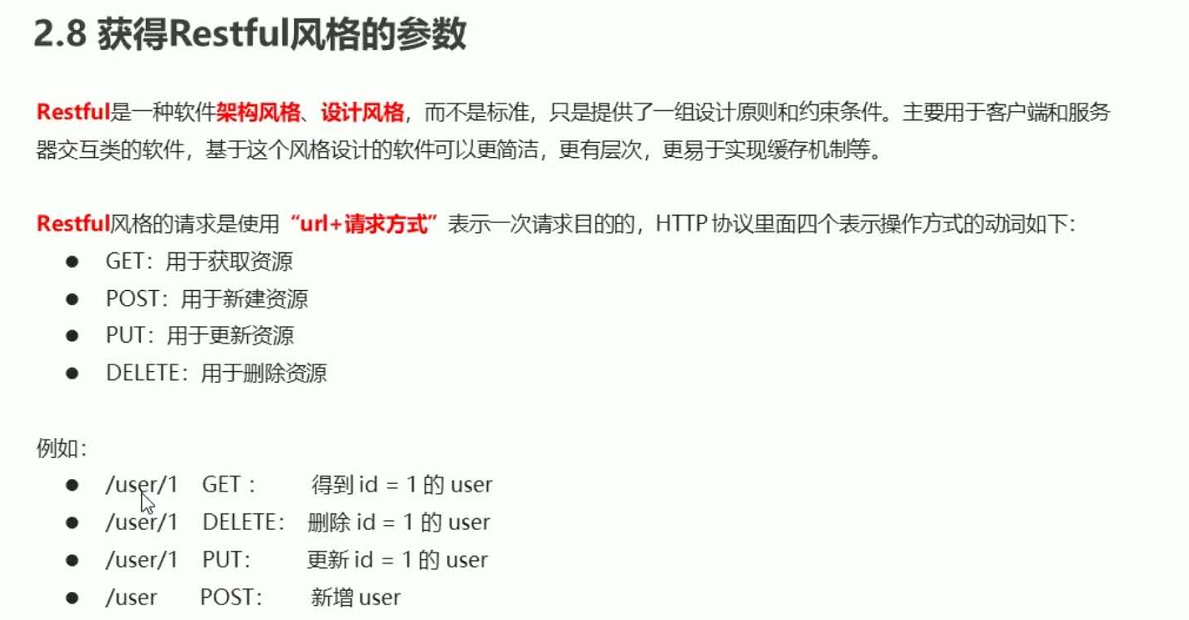 2.8 获得Restful风格的参数
Restful是一种软件架构风格、设计风格，而不是标准，只是提供了一组设计原则和约束条件。主要用于客户端和服务
器交互类的软件，基于这个风格设计的软件可以更简洁，更有层次，更易于实现缓存机制等。
Restful风格的请求是使用“url+请求方式”表示一次请求目的的，HTTP 协议里面四个表示操作方式的动词如下：
● GET：用于获取资源
● POST：用于新建资源
● PUT：用于更新资源
● DELETE：用于删除资源
例如：
● /user/1 GET ： 得到 id = 1 的 user
● /user/1 DELETE： 删除 id = 1 的 user
● /user/1 PUT： 更新 id = 1 的 user
● /user POST： 新增 user